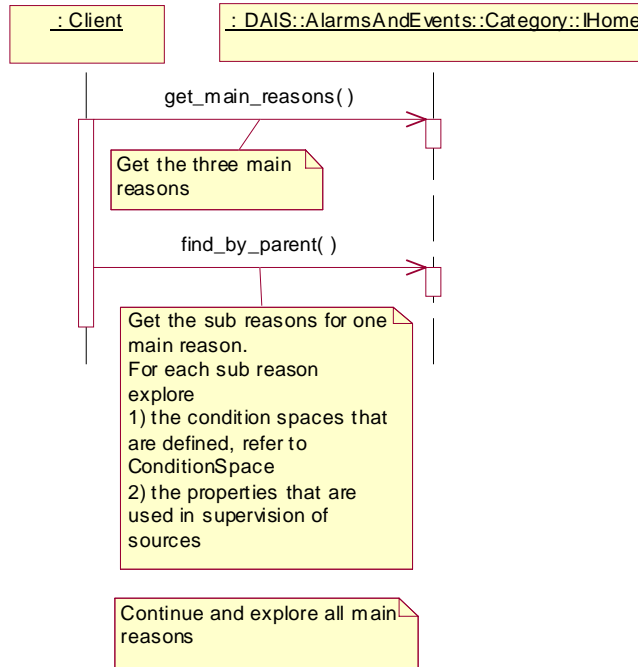 : Client
: DAIS::AlarmsAndEvents::Category::IHome
get_main_reasons( )
Get the three main
reasons
find_by_parent( )
Get the sub reasons for one
main reason.
For each sub reason
explore
1) the condition spaces that
are defined, refer to
ConditionSpace
2) the properties that are
used in supervision of
sources
Continue and explore all main
reasons